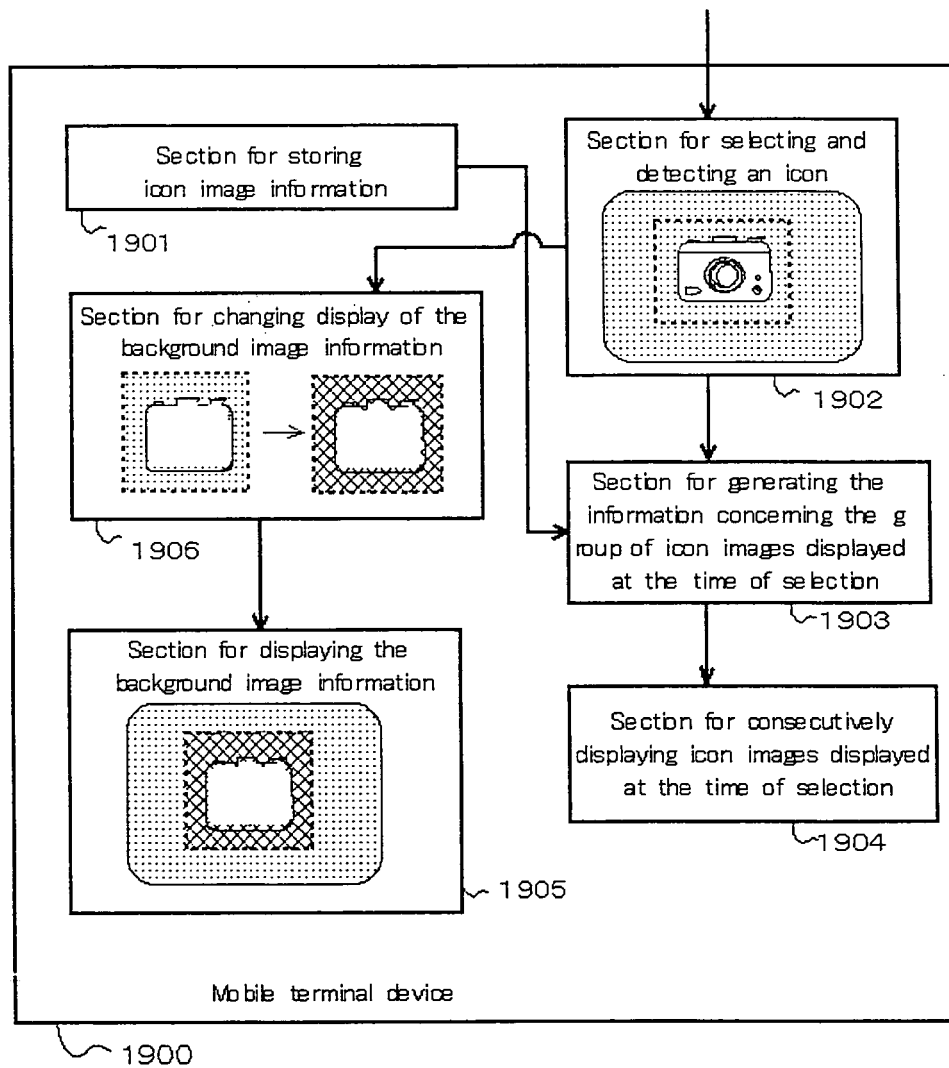 Section for storing
icon image information
1901
Section for selecting and
detecting an icon
1902
Section for changing display of the
background image information
1906
Section for generating the
information concerning the g
roup of icon images displayed
at the time of selection
1903
Section for displaying the
background image information
1905
Section for consecutively
displaying icon images displayed
at the time of selection
1904
Mobile terminal device
1900